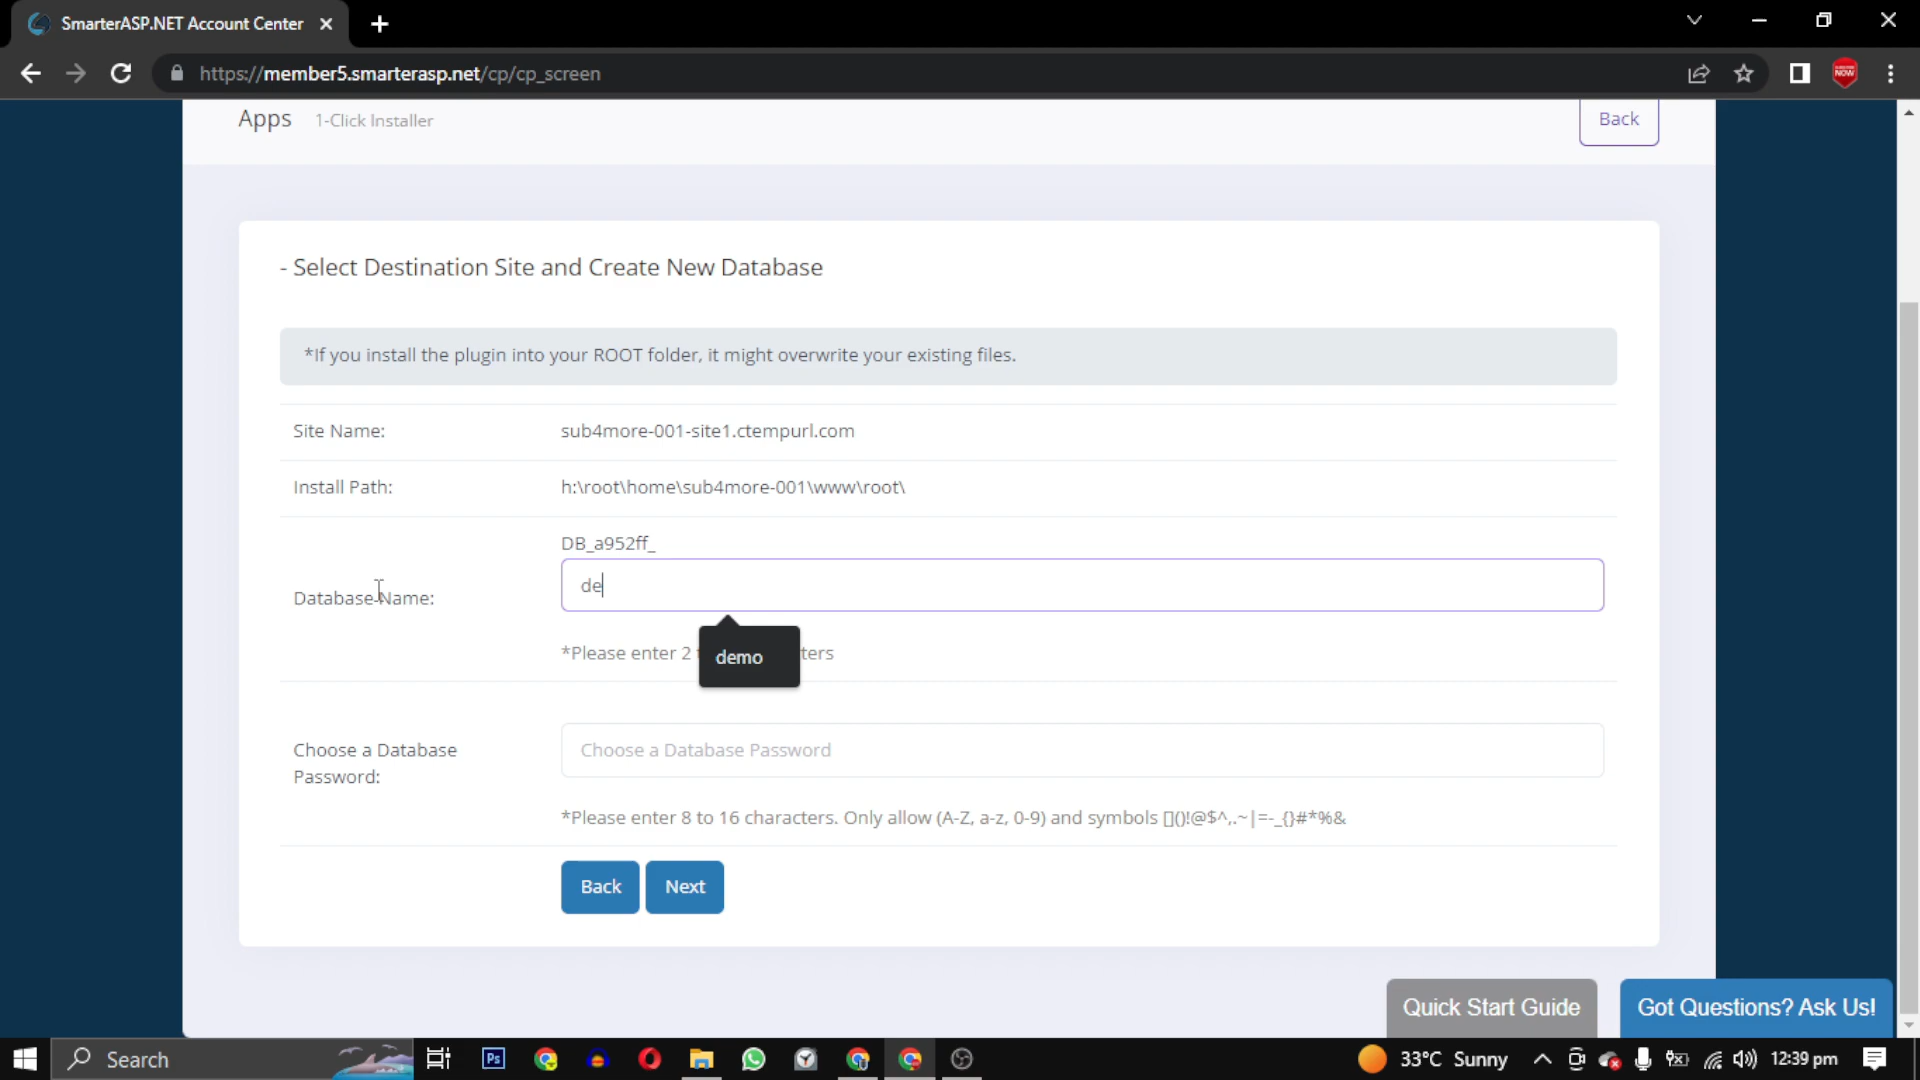 SmarterASP.NET Account Center
https://member5.smarterasp.net/cp/cp_screen
Apps 1-Click Installer
Back
- Select Destination Site and Create New Database
*If you install the plugin into your ROOT folder, it might overwrite your existing files.
Site Name: sub4more-001-site1.ctempurl.com
Install Path: h:\root\home\sub4more-001\www\root\
DB_a952ff_
Database Name: de
demo
*Please enter 2 ters
Choose a Database Password: Choose a Database Password
*Please enter 8 to 16 characters. Only allow (A-Z, a-z, 0-9) and symbols []()!@$^,.~|=-_{}#*%&
Back Next
Quick Start Guide Got Questions? Ask Us!
Search Ps 33°C Sunny 12:39 pm